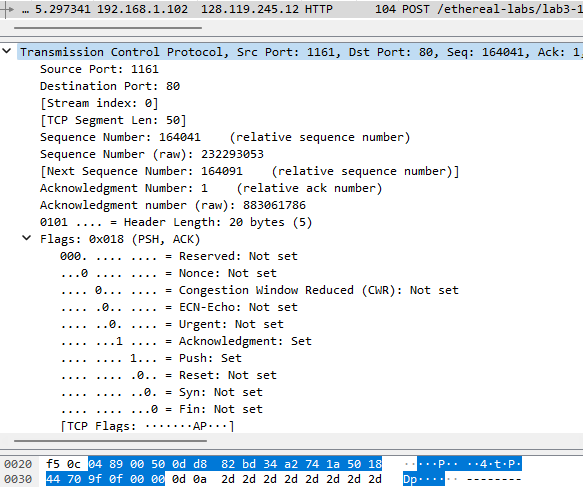 … 5.297341 192.168.1.102 128.119.245.12 HTTP 104 POST /ethereal-labs/lab3-1
Transmission Control Protocol, Src Port: 1161, Dst Port: 80, Seq: 164041, Ack: 1,
Source Port: 1161
Destination Port: 80
[Stream index: 0]
[TCP Segment Len: 50]
Sequence Number: 164041 (relative sequence number)
Sequence Number (raw): 232293053
[Next Sequence Number: 164091 (relative sequence number)]
Acknowledgment Number: 1 (relative ack number)
Acknowledgment number (raw): 883061786
0101 .... = Header Length: 20 bytes (5)
Flags: 0x018 (PSH, ACK)
000. .... .... = Reserved: Not set
...0 .... .... = Nonce: Not set
.... 0... .... = Congestion Window Reduced (CWR): Not set
.... .0.. .... = ECN-Echo: Not set
.... ..0. .... = Urgent: Not set
.... ...1 .... = Acknowledgment: Set
.... .... 1... = Push: Set
.... .... .0.. = Reset: Not set
.... .... ..0. = Syn: Not set
.... .... ...0 = Fin: Not set
[TCP Flags: ·······AP···]
0020 f5 0c 04 89 00 50 0d d8 82 bd 34 a2 74 1a 50 18 ·····P·· ··4·t·P·
0030 44 70 9f 0f 00 00 0d 0a 2d 2d 2d 2d 2d 2d 2d 2d Dp······ --------